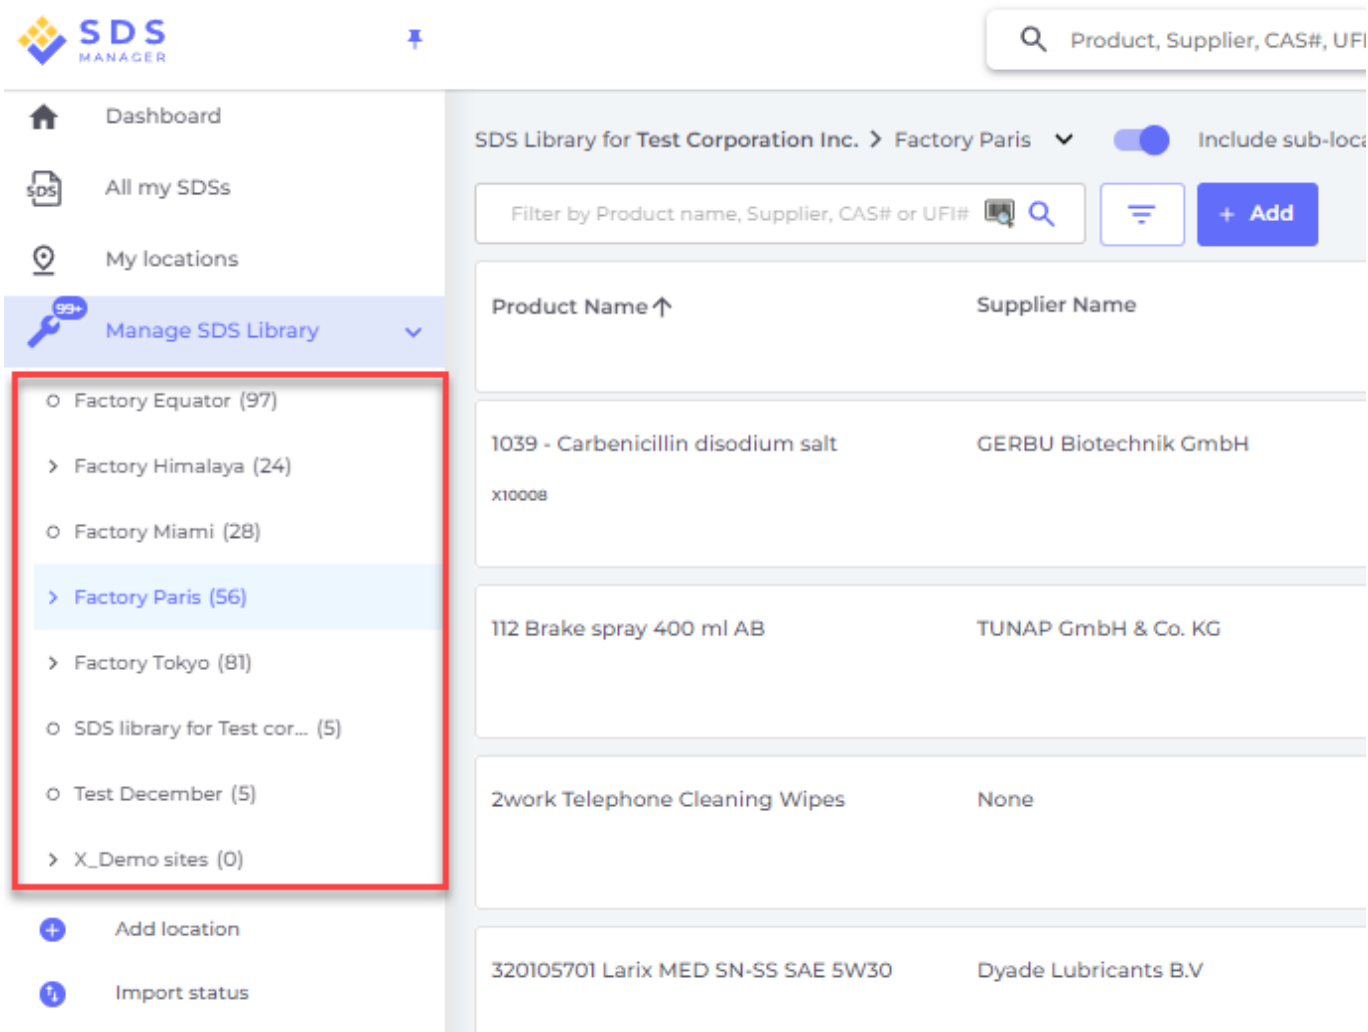 SDS
MANAGER
Product, Supplier, CAS#, UFI
Dashboard
SDS
All my SDSs
My locations
99+
Manage SDS Library
Factory Equator (97)
Factory Himalaya (24)
Factory Miami (28)
Factory Paris (56)
Factory Tokyo (81)
SDS library for Test cor... (5)
Test December (5)
X_Demo sites (0)
Add location
Import status
SDS Library for Test Corporation Inc. > Factory Paris
Include sub-loca
Filter by Product name, Supplier, CAS# or UFI#
+ Add
Product Name
Supplier Name
1039 - Carbenicillin disodium salt
GERBU Biotechnik GmbH
X10008
112 Brake spray 400 ml AB
TUNAP GmbH & Co. KG
2work Telephone Cleaning Wipes
None
320105701 Larix MED SN-SS SAE 5W30
Dyade Lubricants B.V